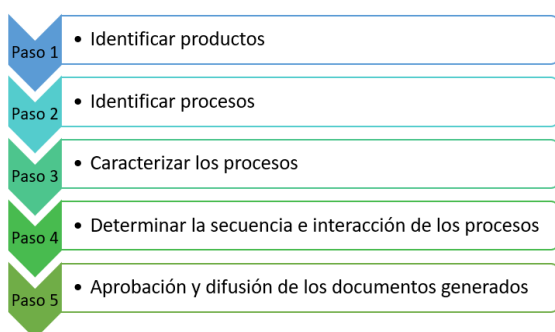 Paso 1
• Identificar productos
Paso 2
• Identificar procesos
Paso 3
• Caracterizar los procesos
Paso 4
• Determinar la secuencia e interacción de los procesos
Paso 5
• Aprobación y difusión de los documentos generados